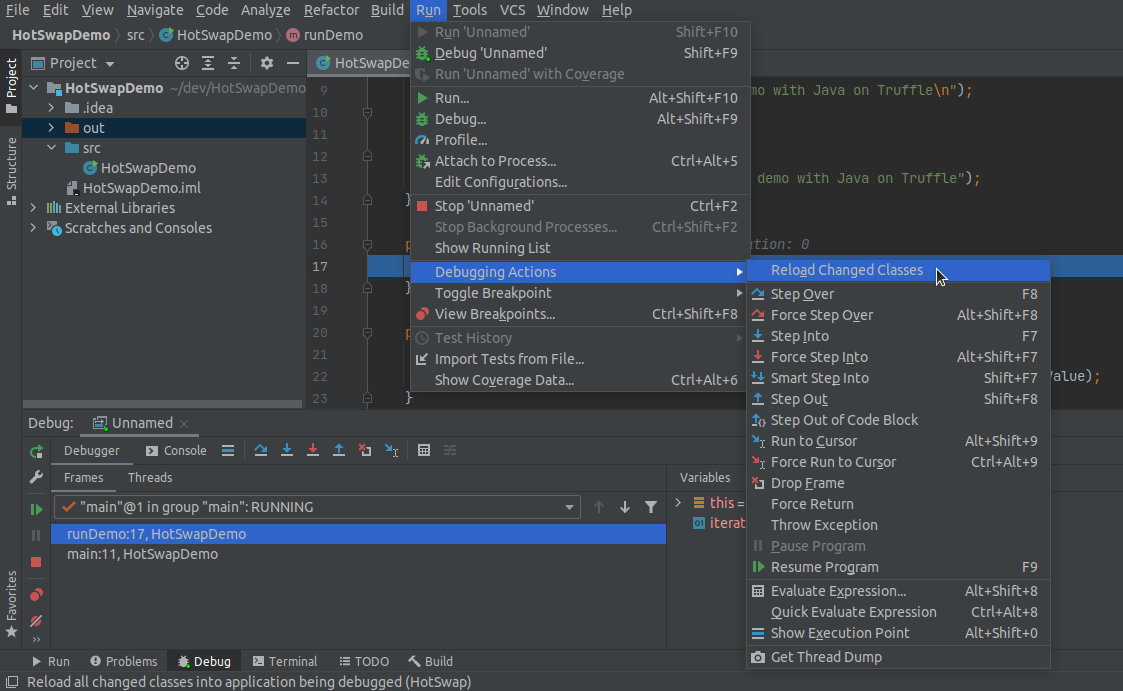 File Edit View Navigate Code Analyze Refactor Build Run Tools VCS Window Help
HotSwapDemo src HotSwapDemo runDemo
Project
Structure
Favorites
Project
HotSwapDemo ~/dev/HotSwapDemo
.idea
out
src
HotSwapDemo
HotSwapDemo.iml
External Libraries
Scratches and Consoles
HotSwapDe
9 mo with Java on Truffle\n");
10
11
12
13 demo with Java on Truffle");
14 }
15
16 p ation: 0
17
18 }
19
20 p
21
22 Value);
23 }
Run 'Unnamed' Shift+F10
Debug 'Unnamed' Shift+F9
Run 'Unnamed' with Coverage
Run... Alt+Shift+F10
Debug... Alt+Shift+F9
Profile...
Attach to Process... Ctrl+Alt+5
Edit Configurations...
Stop 'Unnamed' Ctrl+F2
Stop Background Processes... Ctrl+Shift+F2
Show Running List
Debugging Actions
Toggle Breakpoint
View Breakpoints... Ctrl+Shift+F8
Test History
Import Tests from File...
Show Coverage Data... Ctrl+Alt+6
Reload Changed Classes
Step Over F8
Force Step Over Alt+Shift+F8
Step Into F7
Force Step Into Alt+Shift+F7
Smart Step Into Shift+F7
Step Out Shift+F8
Step Out of Code Block
Run to Cursor Alt+Shift+9
Force Run to Cursor Ctrl+Alt+9
Drop Frame
Force Return
Throw Exception
Pause Program
Resume Program F9
Evaluate Expression... Alt+Shift+8
Quick Evaluate Expression Ctrl+Alt+8
Show Execution Point Alt+Shift+0
Get Thread Dump
Debug: Unnamed
Debugger Console
Frames Threads
Variables
"main"@1 in group "main": RUNNING
runDemo:17, HotSwapDemo
main:11, HotSwapDemo
this =
01 iterat
Run Problems Debug Terminal TODO Build
Reload all changed classes into application being debugged (HotSwap)